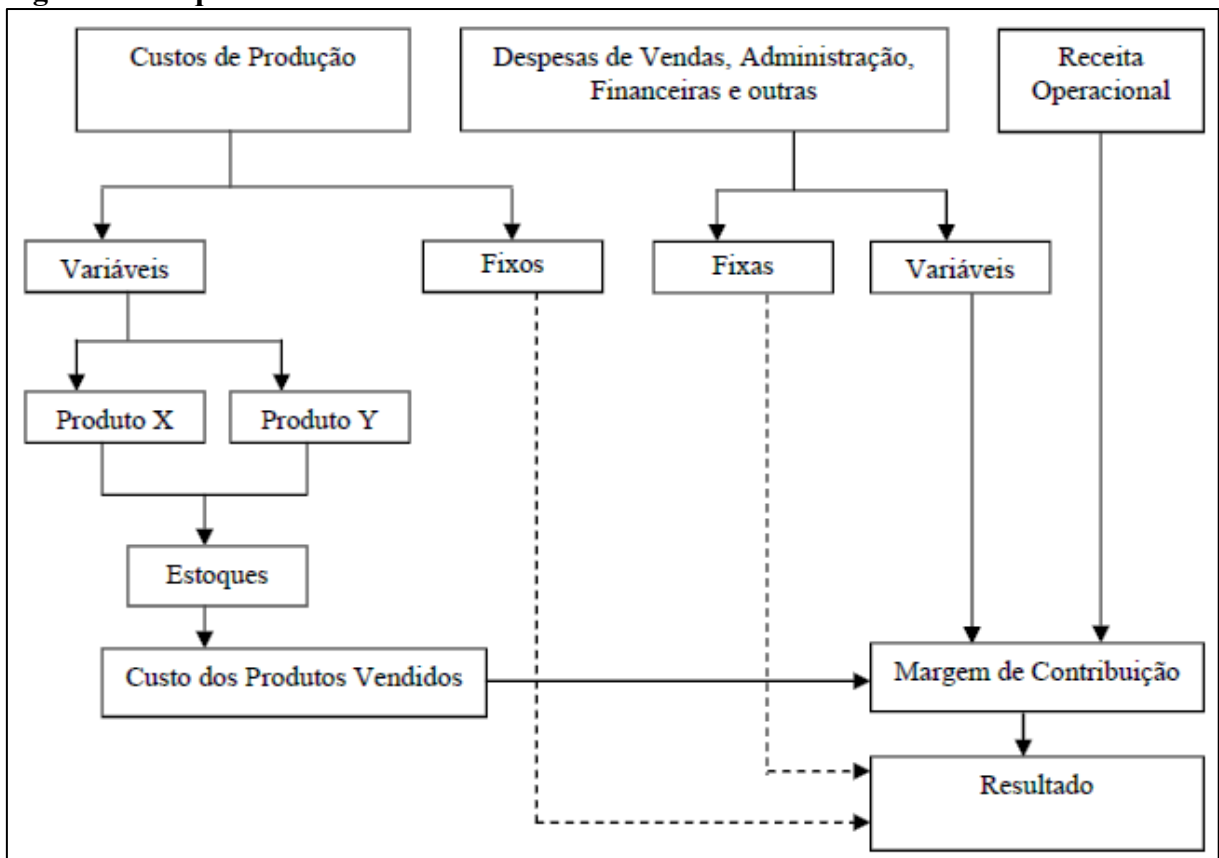 Custos de Produção
Despesas de Vendas, Administração,
Financeiras e outras
Receita
Operacional
Variáveis
Fixos
Fixas
Variáveis
Produto X
Produto Y
Estoques
Custo dos Produtos Vendidos
Margem de Contribuição
Resultado